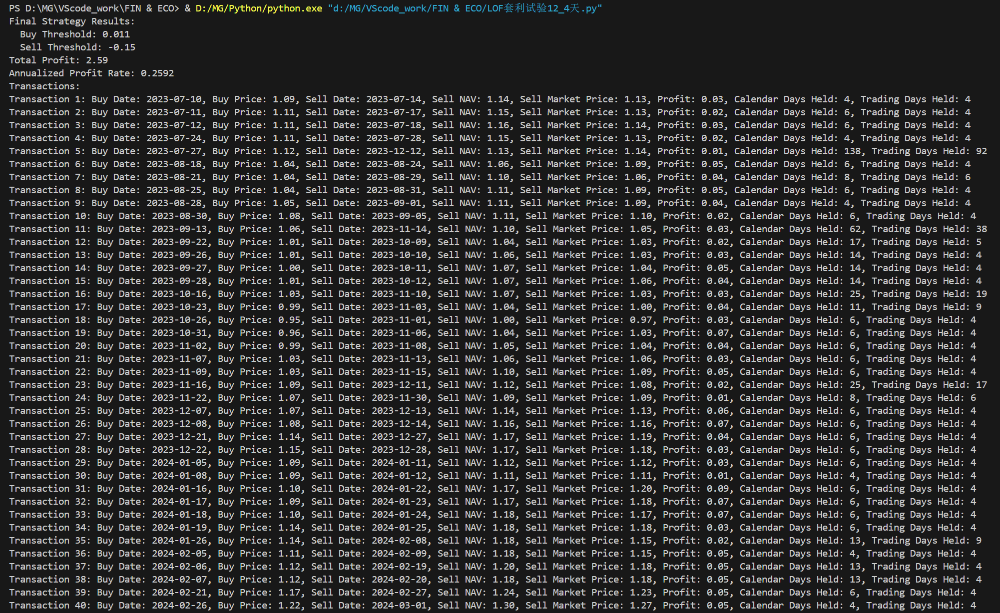 PS D:\MG\VScode_work\FIN & ECO> & D:/MG/Python/python.exe "d:/MG/VScode_work/FIN & ECO/LOF套利试验12_4天.py"
Final Strategy Results:
  Buy Threshold: 0.011
  Sell Threshold: -0.15
Total Profit: 2.59
Annualized Profit Rate: 0.2592
Transactions:
Transaction 1: Buy Date: 2023-07-10, Buy Price: 1.09, Sell Date: 2023-07-14, Sell NAV: 1.14, Sell Market Price: 1.13, Profit: 0.03, Calendar Days Held: 4, Trading Days Held: 4
Transaction 2: Buy Date: 2023-07-11, Buy Price: 1.11, Sell Date: 2023-07-17, Sell NAV: 1.15, Sell Market Price: 1.13, Profit: 0.02, Calendar Days Held: 6, Trading Days Held: 4
Transaction 3: Buy Date: 2023-07-12, Buy Price: 1.11, Sell Date: 2023-07-18, Sell NAV: 1.16, Sell Market Price: 1.14, Profit: 0.03, Calendar Days Held: 6, Trading Days Held: 4
Transaction 4: Buy Date: 2023-07-24, Buy Price: 1.11, Sell Date: 2023-07-28, Sell NAV: 1.15, Sell Market Price: 1.13, Profit: 0.02, Calendar Days Held: 4, Trading Days Held: 4
Transaction 5: Buy Date: 2023-07-27, Buy Price: 1.12, Sell Date: 2023-12-12, Sell NAV: 1.13, Sell Market Price: 1.14, Profit: 0.01, Calendar Days Held: 138, Trading Days Held: 92
Transaction 6: Buy Date: 2023-08-18, Buy Price: 1.04, Sell Date: 2023-08-24, Sell NAV: 1.06, Sell Market Price: 1.09, Profit: 0.05, Calendar Days Held: 6, Trading Days Held: 4
Transaction 7: Buy Date: 2023-08-21, Buy Price: 1.04, Sell Date: 2023-08-29, Sell NAV: 1.10, Sell Market Price: 1.06, Profit: 0.04, Calendar Days Held: 8, Trading Days Held: 6
Transaction 8: Buy Date: 2023-08-25, Buy Price: 1.04, Sell Date: 2023-08-31, Sell NAV: 1.11, Sell Market Price: 1.09, Profit: 0.05, Calendar Days Held: 6, Trading Days Held: 4
Transaction 9: Buy Date: 2023-08-28, Buy Price: 1.05, Sell Date: 2023-09-01, Sell NAV: 1.11, Sell Market Price: 1.09, Profit: 0.04, Calendar Days Held: 4, Trading Days Held: 4
Transaction 10: Buy Date: 2023-08-30, Buy Price: 1.08, Sell Date: 2023-09-05, Sell NAV: 1.11, Sell Market Price: 1.10, Profit: 0.02, Calendar Days Held: 6, Trading Days Held: 4
Transaction 11: Buy Date: 2023-09-13, Buy Price: 1.06, Sell Date: 2023-11-14, Sell NAV: 1.10, Sell Market Price: 1.05, Profit: 0.03, Calendar Days Held: 62, Trading Days Held: 38
Transaction 12: Buy Date: 2023-09-22, Buy Price: 1.01, Sell Date: 2023-10-09, Sell NAV: 1.04, Sell Market Price: 1.03, Profit: 0.02, Calendar Days Held: 17, Trading Days Held: 5
Transaction 13: Buy Date: 2023-09-26, Buy Price: 1.01, Sell Date: 2023-10-10, Sell NAV: 1.06, Sell Market Price: 1.03, Profit: 0.03, Calendar Days Held: 14, Trading Days Held: 4
Transaction 14: Buy Date: 2023-09-27, Buy Price: 1.00, Sell Date: 2023-10-11, Sell NAV: 1.07, Sell Market Price: 1.04, Profit: 0.05, Calendar Days Held: 14, Trading Days Held: 4
Transaction 15: Buy Date: 2023-09-28, Buy Price: 1.01, Sell Date: 2023-10-12, Sell NAV: 1.07, Sell Market Price: 1.06, Profit: 0.04, Calendar Days Held: 14, Trading Days Held: 4
Transaction 16: Buy Date: 2023-10-16, Buy Price: 1.03, Sell Date: 2023-11-10, Sell NAV: 1.07, Sell Market Price: 1.03, Profit: 0.03, Calendar Days Held: 25, Trading Days Held: 19
Transaction 17: Buy Date: 2023-10-23, Buy Price: 0.99, Sell Date: 2023-11-03, Sell NAV: 1.04, Sell Market Price: 1.00, Profit: 0.04, Calendar Days Held: 11, Trading Days Held: 9
Transaction 18: Buy Date: 2023-10-26, Buy Price: 0.95, Sell Date: 2023-11-01, Sell NAV: 1.00, Sell Market Price: 0.97, Profit: 0.03, Calendar Days Held: 6, Trading Days Held: 4
Transaction 19: Buy Date: 2023-10-31, Buy Price: 0.96, Sell Date: 2023-11-06, Sell NAV: 1.04, Sell Market Price: 1.03, Profit: 0.07, Calendar Days Held: 6, Trading Days Held: 4
Transaction 20: Buy Date: 2023-11-02, Buy Price: 0.99, Sell Date: 2023-11-08, Sell NAV: 1.05, Sell Market Price: 1.04, Profit: 0.04, Calendar Days Held: 6, Trading Days Held: 4
Transaction 21: Buy Date: 2023-11-07, Buy Price: 1.03, Sell Date: 2023-11-13, Sell NAV: 1.06, Sell Market Price: 1.06, Profit: 0.03, Calendar Days Held: 6, Trading Days Held: 4
Transaction 22: Buy Date: 2023-11-09, Buy Price: 1.03, Sell Date: 2023-11-15, Sell NAV: 1.10, Sell Market Price: 1.09, Profit: 0.05, Calendar Days Held: 6, Trading Days Held: 4
Transaction 23: Buy Date: 2023-11-16, Buy Price: 1.09, Sell Date: 2023-12-11, Sell NAV: 1.12, Sell Market Price: 1.08, Profit: 0.02, Calendar Days Held: 25, Trading Days Held: 17
Transaction 24: Buy Date: 2023-11-22, Buy Price: 1.07, Sell Date: 2023-11-30, Sell NAV: 1.09, Sell Market Price: 1.09, Profit: 0.01, Calendar Days Held: 8, Trading Days Held: 6
Transaction 25: Buy Date: 2023-12-07, Buy Price: 1.07, Sell Date: 2023-12-13, Sell NAV: 1.14, Sell Market Price: 1.13, Profit: 0.06, Calendar Days Held: 6, Trading Days Held: 4
Transaction 26: Buy Date: 2023-12-08, Buy Price: 1.08, Sell Date: 2023-12-14, Sell NAV: 1.16, Sell Market Price: 1.16, Profit: 0.07, Calendar Days Held: 6, Trading Days Held: 4
Transaction 27: Buy Date: 2023-12-21, Buy Price: 1.14, Sell Date: 2023-12-27, Sell NAV: 1.17, Sell Market Price: 1.19, Profit: 0.04, Calendar Days Held: 6, Trading Days Held: 4
Transaction 28: Buy Date: 2023-12-22, Buy Price: 1.15, Sell Date: 2023-12-28, Sell NAV: 1.17, Sell Market Price: 1.18, Profit: 0.03, Calendar Days Held: 6, Trading Days Held: 4
Transaction 29: Buy Date: 2024-01-05, Buy Price: 1.09, Sell Date: 2024-01-11, Sell NAV: 1.12, Sell Market Price: 1.12, Profit: 0.03, Calendar Days Held: 6, Trading Days Held: 4
Transaction 30: Buy Date: 2024-01-08, Buy Price: 1.09, Sell Date: 2024-01-12, Sell NAV: 1.11, Sell Market Price: 1.11, Profit: 0.01, Calendar Days Held: 4, Trading Days Held: 4
Transaction 31: Buy Date: 2024-01-16, Buy Price: 1.10, Sell Date: 2024-01-22, Sell NAV: 1.17, Sell Market Price: 1.20, Profit: 0.09, Calendar Days Held: 6, Trading Days Held: 4
Transaction 32: Buy Date: 2024-01-17, Buy Price: 1.09, Sell Date: 2024-01-23, Sell NAV: 1.17, Sell Market Price: 1.18, Profit: 0.07, Calendar Days Held: 6, Trading Days Held: 4
Transaction 33: Buy Date: 2024-01-18, Buy Price: 1.10, Sell Date: 2024-01-24, Sell NAV: 1.18, Sell Market Price: 1.17, Profit: 0.07, Calendar Days Held: 6, Trading Days Held: 4
Transaction 34: Buy Date: 2024-01-19, Buy Price: 1.14, Sell Date: 2024-01-25, Sell NAV: 1.18, Sell Market Price: 1.18, Profit: 0.03, Calendar Days Held: 6, Trading Days Held: 4
Transaction 35: Buy Date: 2024-01-26, Buy Price: 1.14, Sell Date: 2024-02-08, Sell NAV: 1.18, Sell Market Price: 1.15, Profit: 0.02, Calendar Days Held: 13, Trading Days Held: 9
Transaction 36: Buy Date: 2024-02-05, Buy Price: 1.11, Sell Date: 2024-02-09, Sell NAV: 1.18, Sell Market Price: 1.15, Profit: 0.05, Calendar Days Held: 4, Trading Days Held: 4
Transaction 37: Buy Date: 2024-02-06, Buy Price: 1.12, Sell Date: 2024-02-19, Sell NAV: 1.20, Sell Market Price: 1.18, Profit: 0.05, Calendar Days Held: 13, Trading Days Held: 4
Transaction 38: Buy Date: 2024-02-07, Buy Price: 1.12, Sell Date: 2024-02-20, Sell NAV: 1.18, Sell Market Price: 1.18, Profit: 0.05, Calendar Days Held: 13, Trading Days Held: 4
Transaction 39: Buy Date: 2024-02-21, Buy Price: 1.17, Sell Date: 2024-02-27, Sell NAV: 1.24, Sell Market Price: 1.23, Profit: 0.05, Calendar Days Held: 6, Trading Days Held: 4
Transaction 40: Buy Date: 2024-02-26, Buy Price: 1.22, Sell Date: 2024-03-01, Sell NAV: 1.30, Sell Market Price: 1.27, Profit: 0.05, Calendar Days Held: 4, Trading Days Held: 4